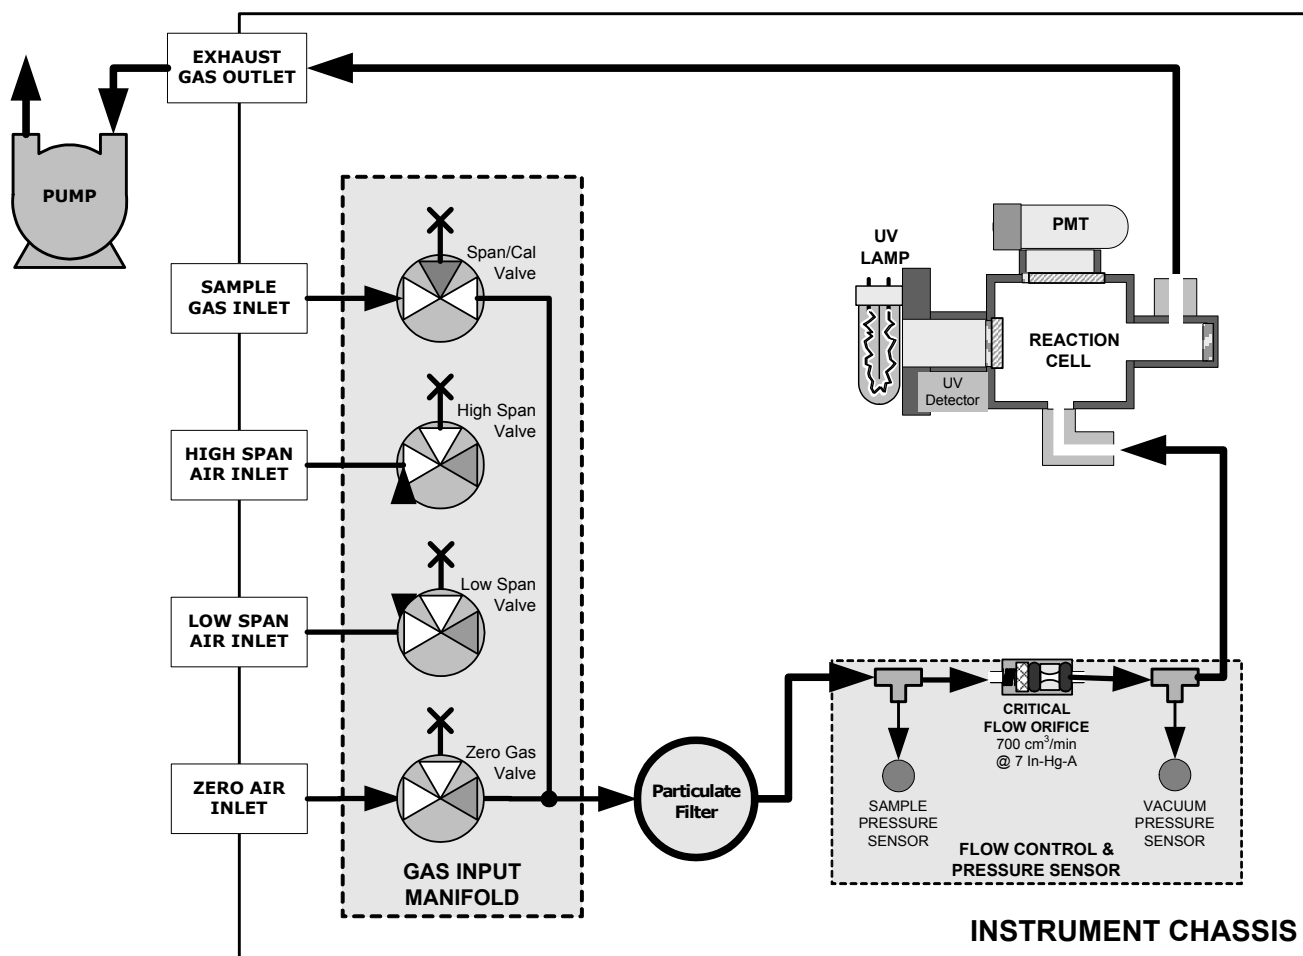 EXHAUST
GAS OUTLET
PUMP
SAMPLE
GAS INLET
HIGH SPAN
AIR INLET
LOW SPAN
AIR INLET
ZERO AIR
INLET
Span/Cal
Valve
High Span
Valve
Low Span
Valve
Zero Gas
Valve
GAS INPUT
MANIFOLD
Particulate
Filter
UV
LAMP
PMT
REACTION
CELL
UV
Detector
CRITICAL
FLOW ORIFICE
700 cm³/min
@ 7 In-Hg-A
SAMPLE
PRESSURE
SENSOR
VACUUM
PRESSURE
SENSOR
FLOW CONTROL &
PRESSURE SENSOR
INSTRUMENT CHASSIS